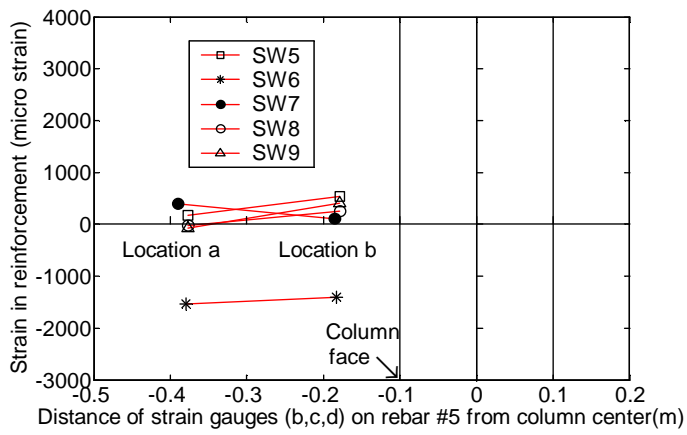 4000
3000
2000
1000
0
-1000
-2000
-3000
Strain in reinforcement (micro strain)
SW5
SW6
SW7
SW8
SW9
Location a
Location b
Column
face
-0.5
-0.4
-0.3
-0.2
-0.1
0
0.1
0.2
Distance of strain gauges (b,c,d) on rebar #5 from column center(m)